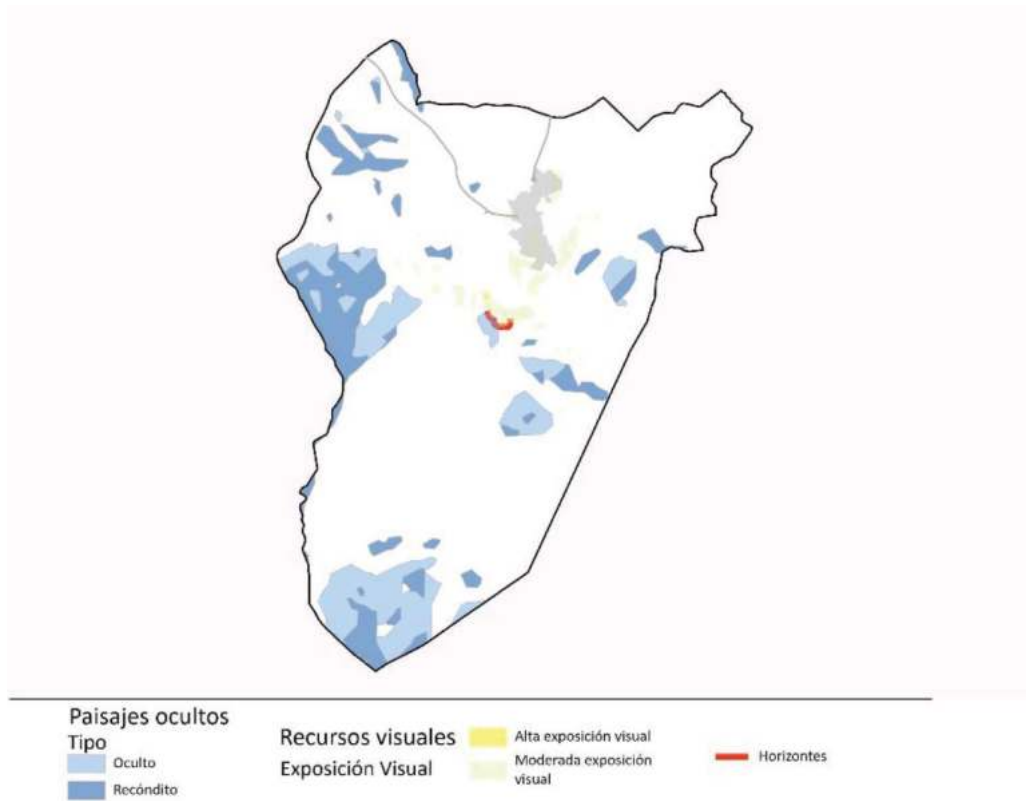 Paisajes ocultos
Tipo
Oculto
Recóndito
Recursos visuales
Exposición Visual
Alta exposición visual
Moderada exposición
visual
Horizontes